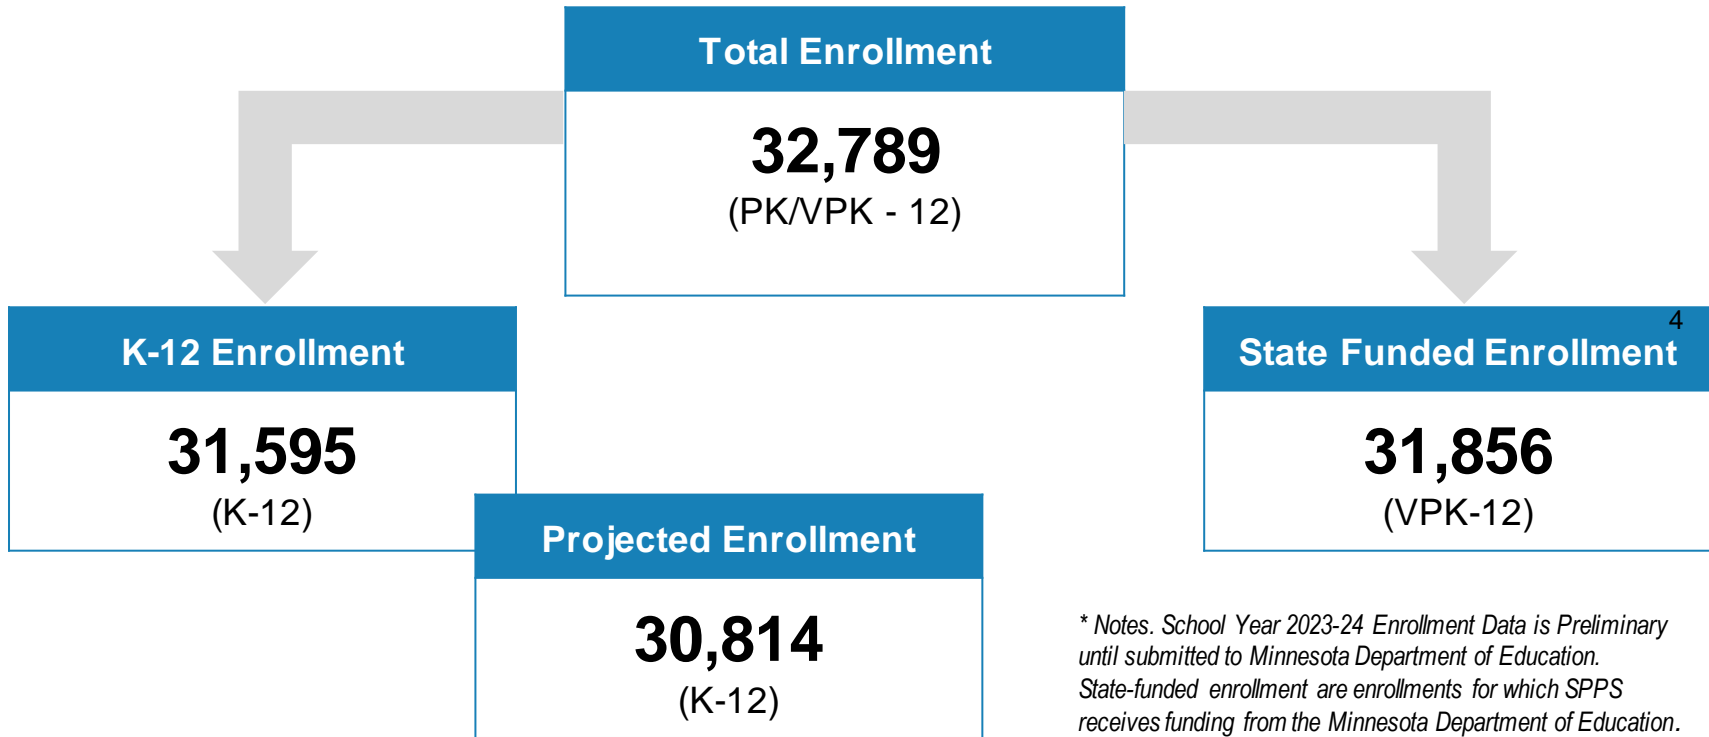 Total Enrollment
32,789
(PK/VPK - 12)
K-12 Enrollment
31,595
(K-12)
4
State Funded Enrollment
31,856
(VPK-12)
Projected Enrollment
30,814
(K-12)
* Notes. School Year 2023-24 Enrollment Data is Preliminary
until submitted to Minnesota Department of Education.
State-funded enrollment are enrollments for which SPPS
receives funding from the Minnesota Department of Education.